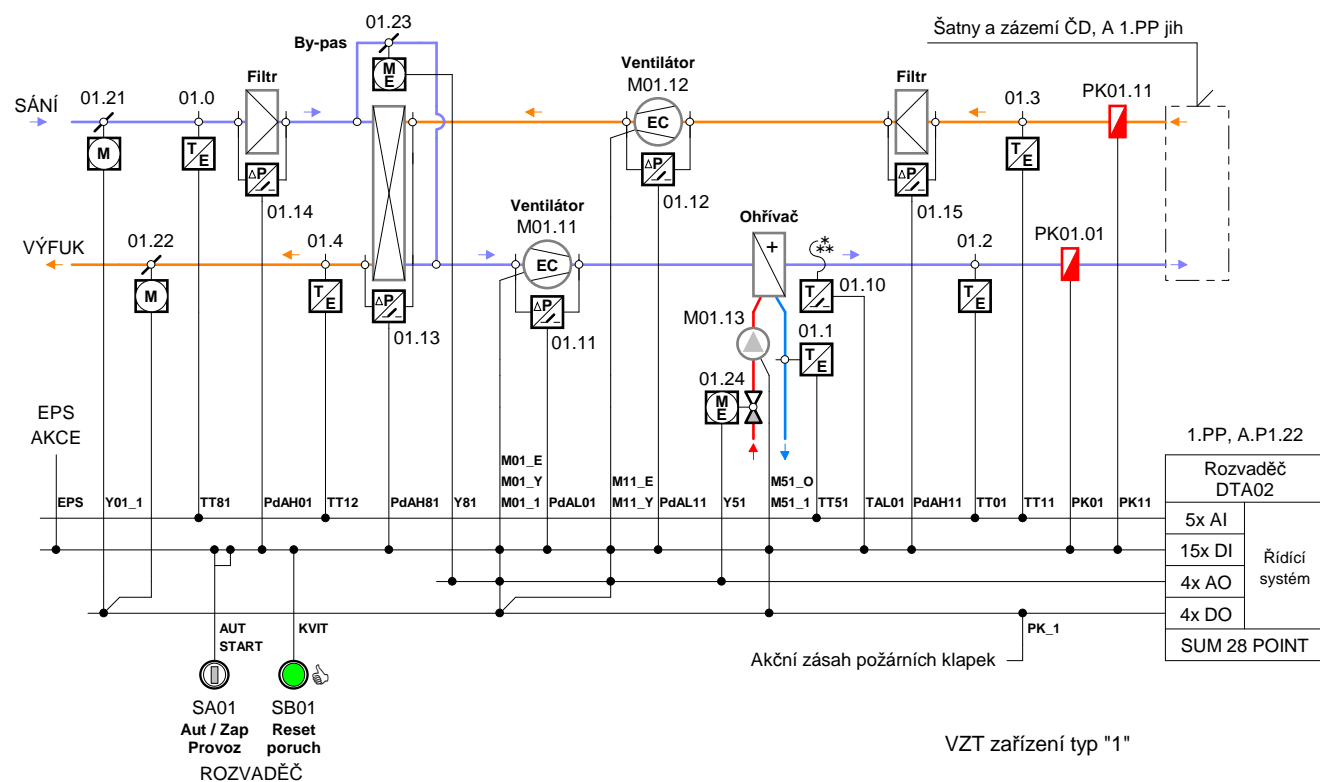 01.23
By-pas
Šatny a zázemí ČD, A 1.PP jih
Ventilátor
M01.12
Filtr
Filtr
SÁNÍ
01.21
01.0
01.3
PK01.11
M
E
EC
M
T
E
ΔP
ΔP
ΔP
T
E
01.14
01.12
01.15
Ventilátor
M01.11
Ohřívač
VÝFUK
01.22
01.4
EC
+
***
01.2
PK01.01
M
T
E
ΔP
ΔP
T
01.10
T
E
01.13
01.11
M01.13
01.1
T
E
01.24
M
E
EPS
AKCE
1.PP, A.P1.22
Rozvaděč
DTA02
M01_E
M01_Y
M01_1
M11_E
M11_Y
M51_O
M51_1
EPS
Y01_1
TT81
PdAH01
TT12
PdAH81
Y81
PdAL01
PdAL11
Y51
TT51
TAL01
PdAH11
TT01
TT11
PK01
PK11
5x AI
15x DI
4x AO
4x DO
Řídící
systém
SUM 28 POINT
AUT
START
KVIT
PK_1
Akční zásah požárních klapek
SA01
Aut / Zap
Provoz
SB01
Reset
poruch
ROZVADĚČ
VZT zařízení typ "1"